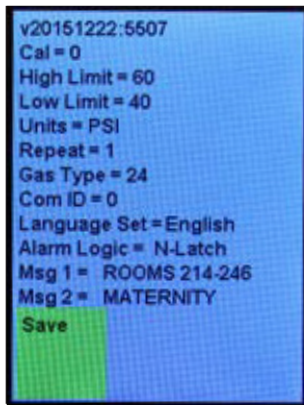 v20151222:5507
Cal = 0
High Limit = 60
Low Limit = 40
Units = PSI
Repeat = 1
Gas Type = 24
Com ID = 0
Language Set = English
Alarm Logic = N-Latch
Msg 1 = ROOMS 214-246
Msg 2 = MATERNITY
Save